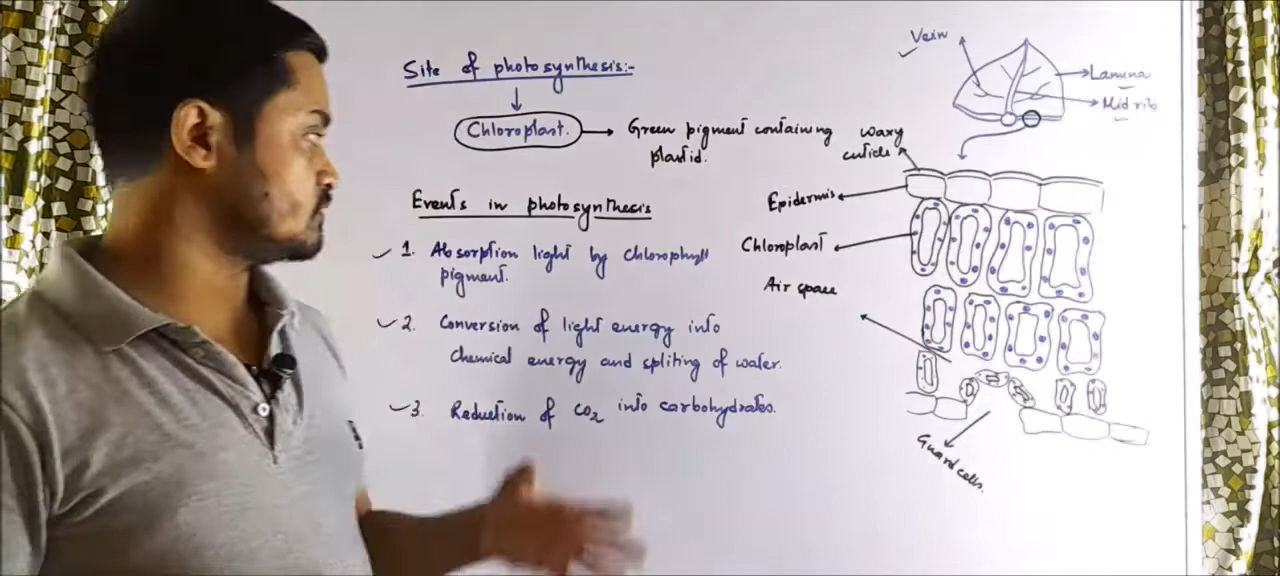 Site of photosynthesis:-
Chloroplast.
Green pigment containing
plastid.
Events in photosynthesis
1. Absorption light by chlorophyll
pigment.
2. Conversion of light energy into
chemical energy and spliting of water.
3. Reduction of CO2 into carbohydrates.
Vein
Lamina
Midrib
waxy
cuticle
Epidermis
Chloroplast
Air space
Guard cells.